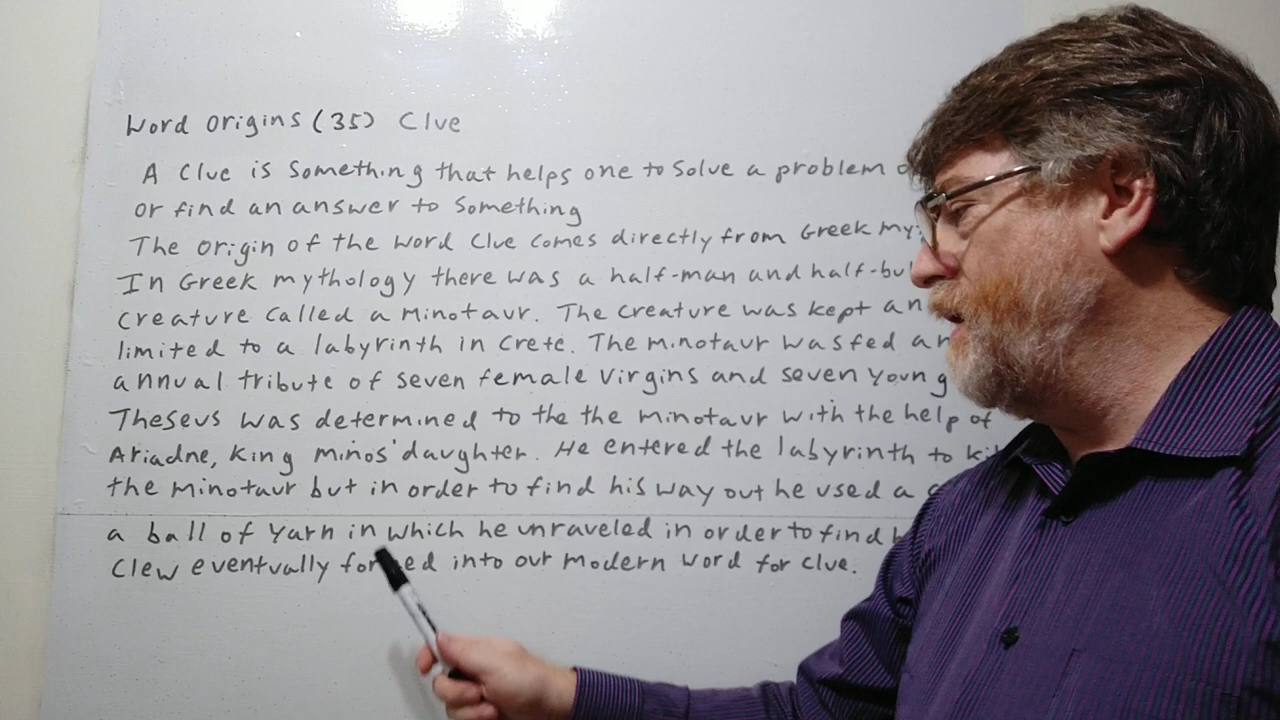 Word Origins (35) Clue
A Clue is Something that helps one to Solve a problem
or find an answer to Something
The Origin of the Word Clue Comes directly from Greek
In Greek mythology there was a half-man and half-
Creature called a Minotaur. The Creature was kept
limited to a labyrinth in Crete. The minotaur was fed
annual tribute of seven female Virgins and seven young
Theseus was determined to the the minotaur with the help of
Ariadne, King Minos' daughter. He entered the labyrinth to
the minotaur but in order to find his way out he used a
a ball of Yarn in which he unraveled in order to find
Clew eventually into our modern word for Clue.